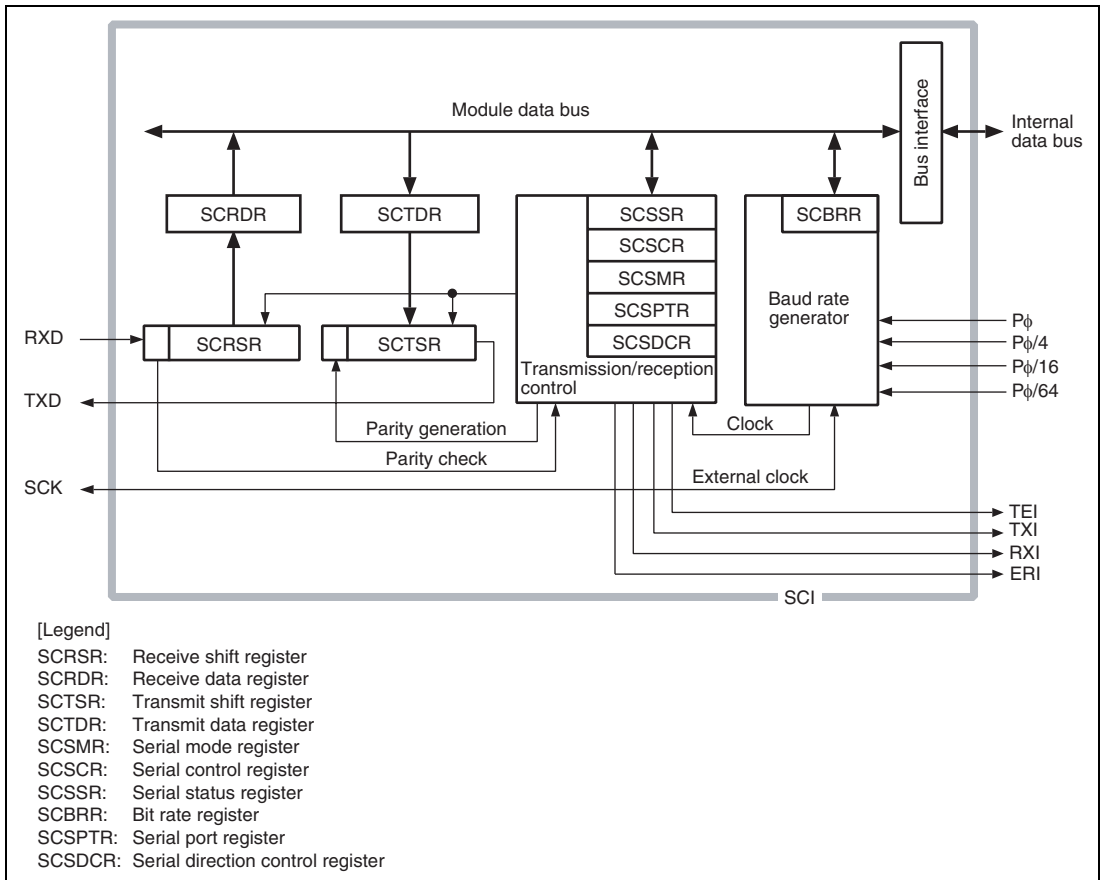 Module data bus
Bus interface
Internal
data bus
SCRDR
SCTDR
SCSSR
SCSCR
SCSMR
SCSPTR
SCSDCR
Transmission/reception
control
SCBRR
Baud rate
generator
RXD
SCRSR
SCTSR
Pϕ
Pϕ/4
Pϕ/16
Pϕ/64
TXD
Parity generation
Clock
Parity check
SCK
External clock
TEI
TXI
RXI
ERI
SCI
[Legend]
SCRSR: Receive shift register
SCRDR: Receive data register
SCTSR: Transmit shift register
SCTDR: Transmit data register
SCSMR: Serial mode register
SCSCR: Serial control register
SCSSR: Serial status register
SCBRR: Bit rate register
SCSPTR: Serial port register
SCSDCR: Serial direction control register